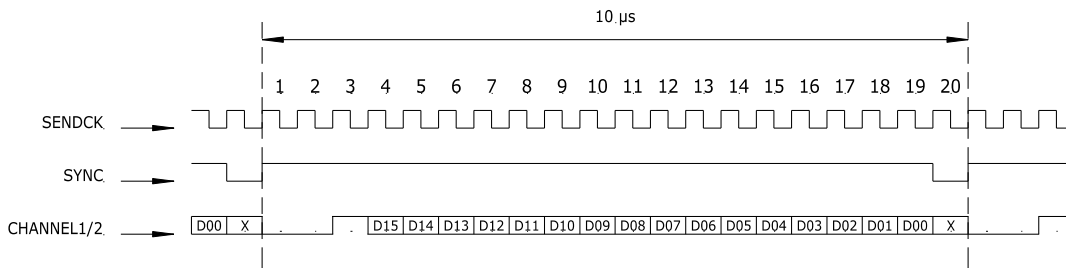 10 µs
1 2 3 4 5 6 7 8 9 10 11 12 13 14 15 16 17 18 19 20
SENDCK
SYNC
CHANNEL1/2 D00 X D15 D14 D13 D12 D11 D10 D09 D08 D07 D06 D05 D04 D03 D02 D01 D00 X